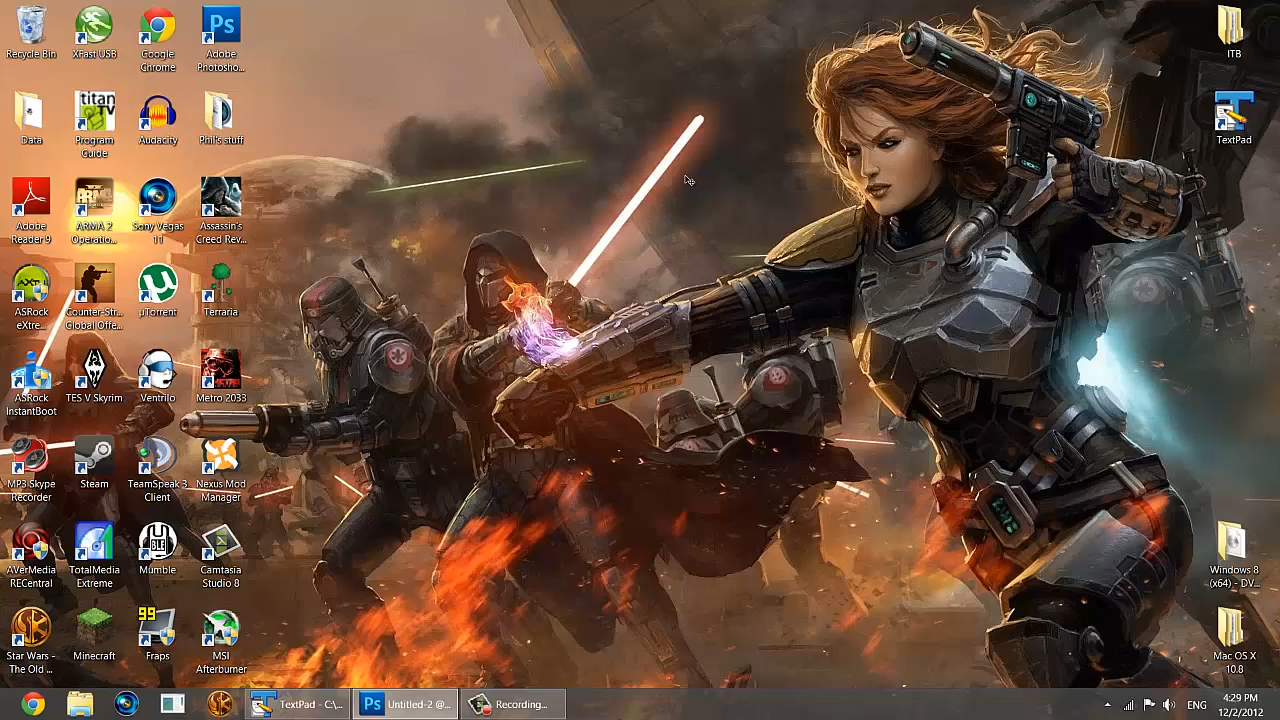 Recycle Bin
XFast USB
Google
Chrome
Ps
Adobe
Photosho...
Data
titan
TV
Program
Guide
Audacity
Phil's stuff
Adobe
Reader 9
ARMA 2
Operatio...
Sony Vegas
11
Assassin's
Creed Rev...
ASRock
eXtre...
Counter-Str...
Global Offe...
µTorrent
Terraria
ASRock
InstantBoot
TES V Skyrim
Ventrilo
Metro 2033
MP3 Skype
Recorder
Steam
TeamSpeak 3
Client
Nexus Mod
Manager
AVerMedia
RECentral
TotalMedia
Extreme
Mumble
Camtasia
Studio 8
Star Wars -
The Old ...
Minecraft
99
Fraps
MSI
Afterburner
ITB
TextPad
Windows 8
(x64) - DV...
Mac OS X
10.8
TextPad - C:\...
Ps
Untitled-2 @...
Recording...
ENG
4:29 PM
12/2/2012